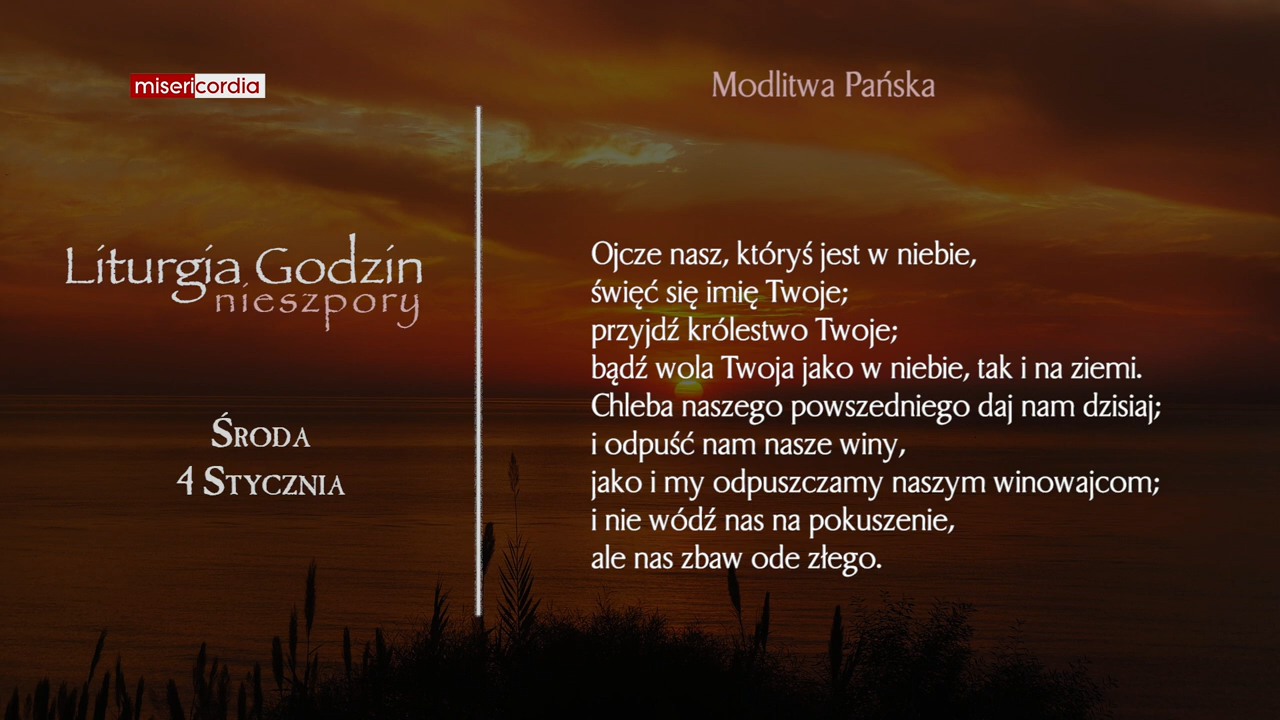 misericordia
Liturgia Godzin
nieszpory
Środa
4 Stycznia
Modlitwa Pańska
Ojcze nasz, któryś jest w niebie,
święć się imię Twoje;
przyjdź królestwo Twoje;
bądź wola Twoja jako w niebie, tak i na ziemi.
Chleba naszego powszedniego daj nam dzisiaj;
i odpuść nam nasze winy,
jako i my odpuszczamy naszym winowajcom;
i nie wódź nas na pokuszenie,
ale nas zbaw ode złego.